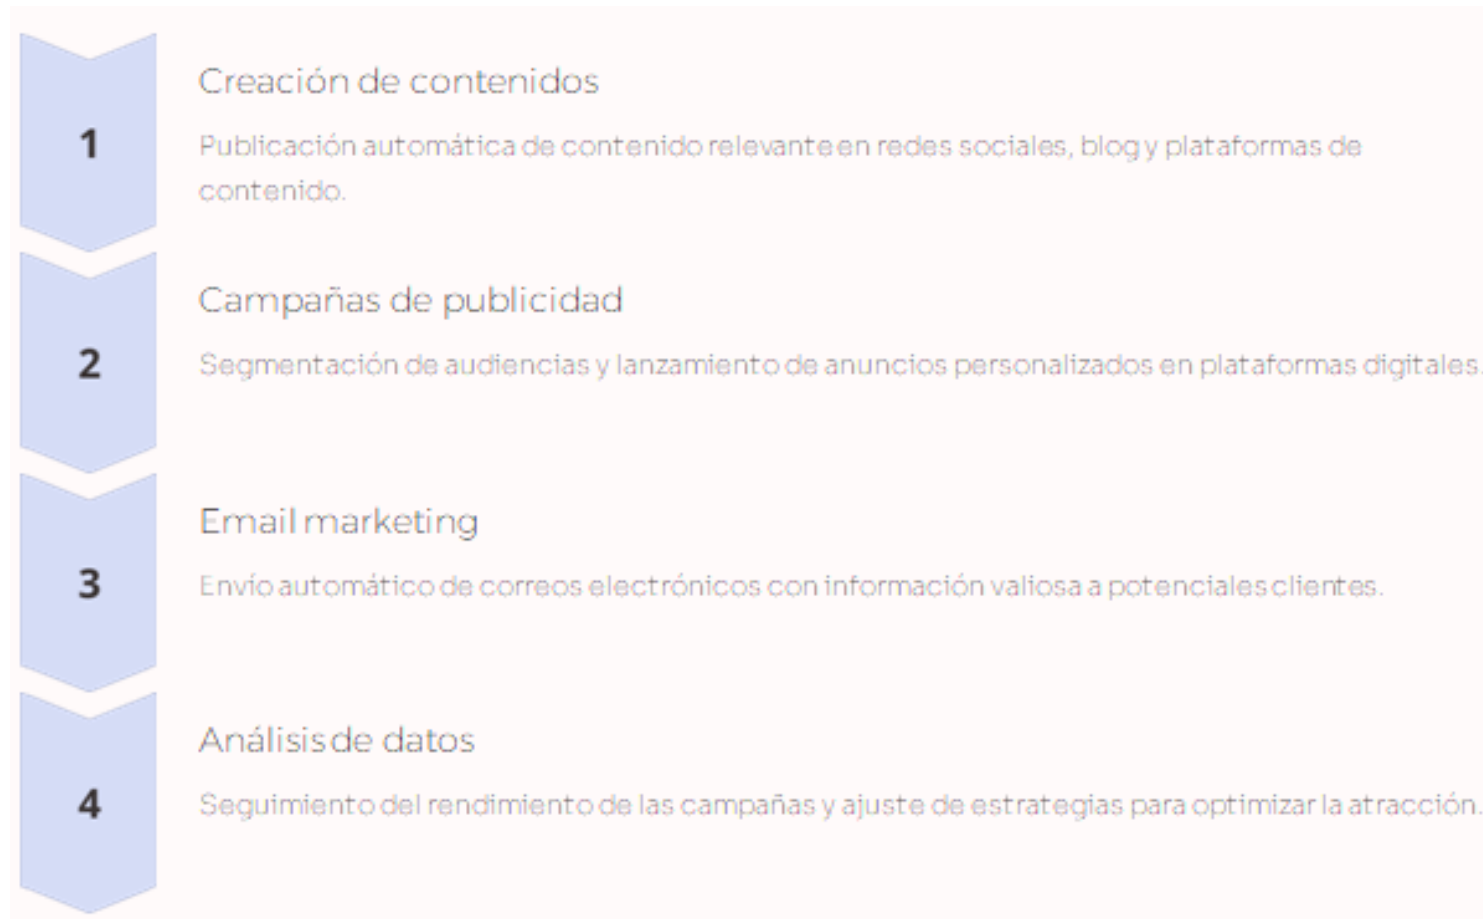 1
Creación de contenidos
Publicación automática de contenido relevante en redes sociales, blog y plataformas de
contenido.
2
Campañas de publicidad
Segmentación de audiencias y lanzamiento de anuncios personalizados en plataformas digitales.
3
Email marketing
Envío automático de correos electrónicos con información valiosa a potenciales clientes.
4
Análisis de datos
Seguimiento del rendimiento de las campañas y ajuste de estrategias para optimizar la atracción.